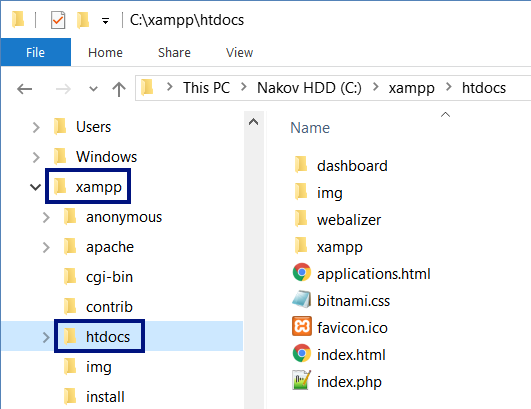 C:\xampp\htdocs
File Home Share View
This PC Nakov HDD (C:) xampp htdocs
Users
Windows
xampp
anonymous
apache
cgi-bin
contrib
htdocs
img
install
Name
dashboard
img
webalizer
xampp
applications.html
bitnami.css
favicon.ico
index.html
index.php